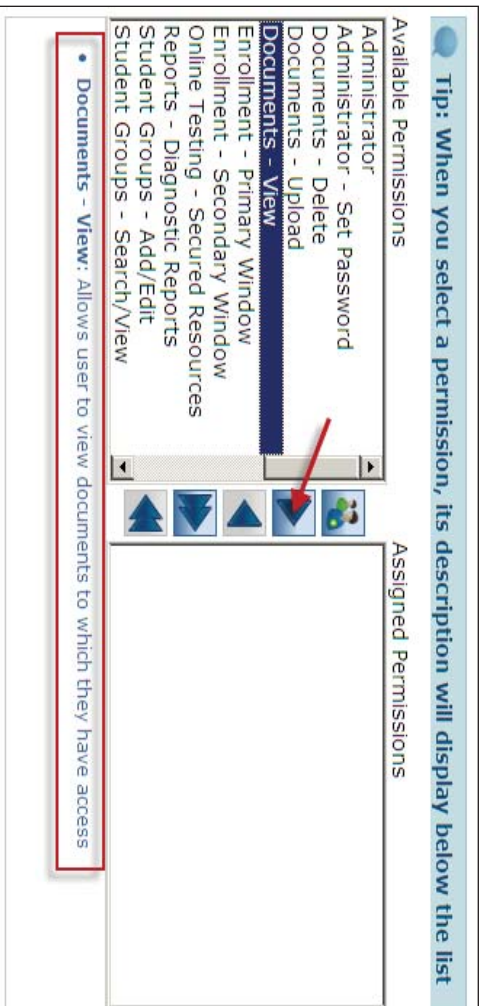 Tip: When you select a permission, its description will display below the list
Available Permissions
Assigned Permissions
Administrator
Administrator - Set Password
Documents - Delete
Documents - Upload
Documents - View
Enrollment - Primary Window
Enrollment - Secondary Window
Online Testing - Secured Resources
Reports - Diagnostic Reports
Student Groups - Add/Edit
Student Groups - Search/View
• Documents - View: Allows user to view documents to which they have access